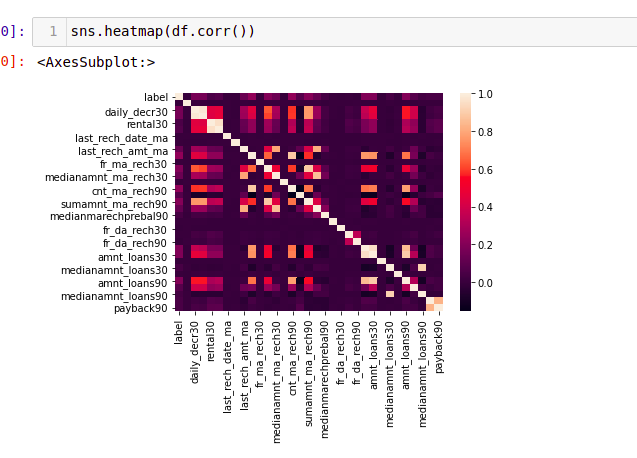 0]: 1 sns.heatmap(df.corr())
0]: <AxesSubplot:>
label
daily_decr30
rental30
last_rech_date_ma
last_rech_amt_ma
fr_ma_rech30
medianamnt_ma_rech30
cnt_ma_rech90
sumamnt_ma_rech90
medianmarechprebal90
fr_da_rech30
fr_da_rech90
amnt_loans30
medianamnt_loans30
amnt_loans90
medianamnt_loans90
payback90
1.0
0.8
0.6
0.4
0.2
0.0
label
daily_decr30
rental30
last_rech_date_ma
last_rech_amt_ma
fr_ma_rech30
medianamnt_ma_rech30
cnt_ma_rech90
sumamnt_ma_rech90
medianmarechprebal90
fr_da_rech30
fr_da_rech90
amnt_loans30
medianamnt_loans30
amnt_loans90
medianamnt_loans90
payback90